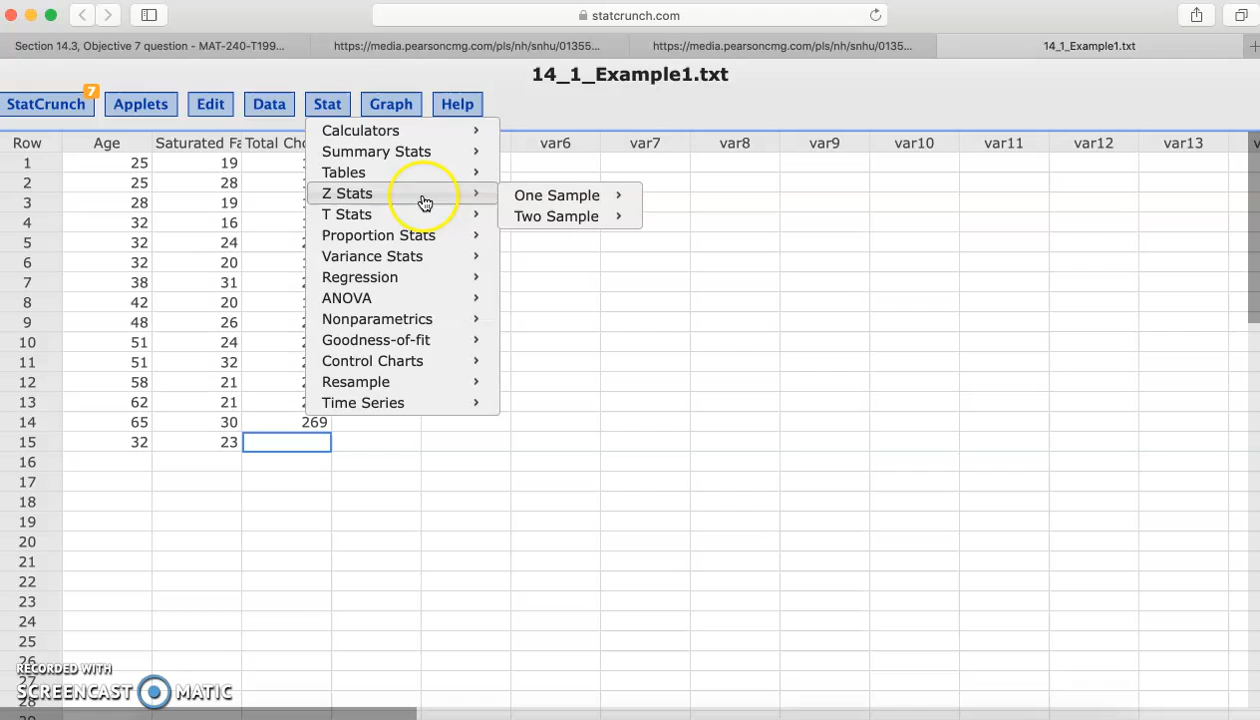 statcrunch.com
Section 14.3, Objective 7 question - MAT-240-T199...
https://media.pearsoncmg.com/pls/nh/snhu/01355...
https://media.pearsoncmg.com/pls/nh/snhu/0135...
14_1_Example1.txt
14_1_Example1.txt
StatCrunch 7 Applets Edit Data Stat Graph Help
Row Age Saturated Fa Total Cho var6 var7 var8 var9 var10 var11 var12 var13
Calculators
Summary Stats
Tables
Z Stats
T Stats
Proportion Stats
Variance Stats
Regression
ANOVA
Nonparametrics
Goodness-of-fit
Control Charts
Resample
Time Series
One Sample
Two Sample
1 25 19
2 25 28
3 28 19
4 32 16
5 32 24
6 32 20
7 38 31
8 42 20
9 48 26
10 51 24
11 51 32
12 58 21
13 62 21
14 65 30 269
15 32 23
16
17
18
19
20
21
22
23
24
25
26
27
28
RECORDED WITH
SCREENCAST MATIC